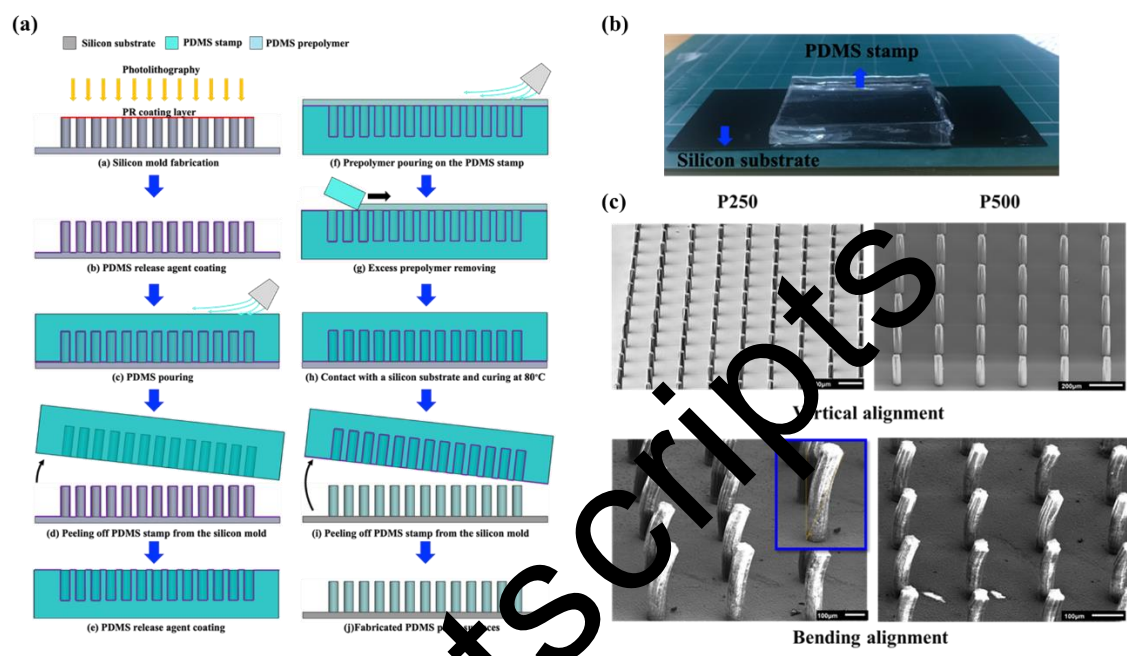 (a)
Silicon substrate
PDMS stamp
PDMS prepolymer
Photolithography
PR coating layer
(a) Silicon mold fabrication
(b) PDMS release agent coating
(c) PDMS pouring
(d) Peeling off PDMS stamp from the silicon mold
(e) PDMS release agent coating
(f) Prepolymer pouring on the PDMS stamp
(g) Excess prepolymer removing
(h) Contact with a silicon substrate and curing at 80°C
(i) Peeling off PDMS stamp from the silicon mold
(j)Fabricated PDMS
(b)
PDMS stamp
Silicon substrate
(c)
P250
P500
200μm
Vertical alignment
100μm
100μm
Bending alignment
tscripts